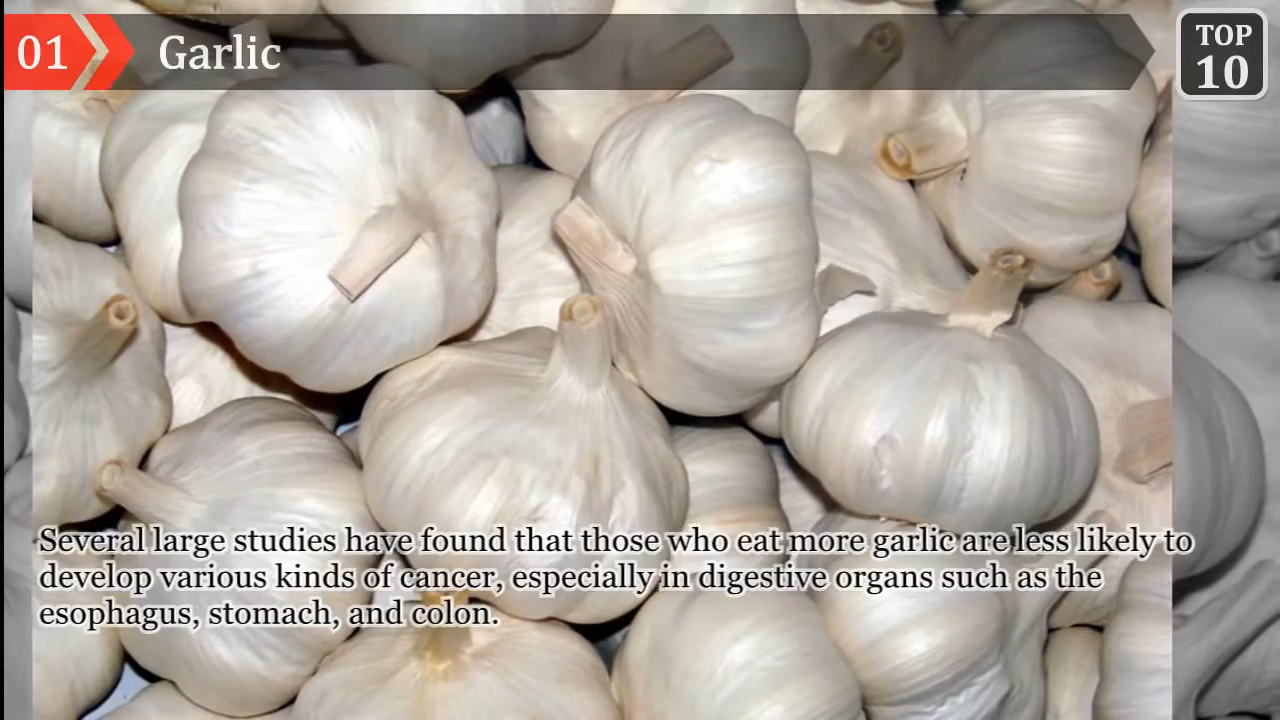 01 Garlic
TOP
10
Several large studies have found that those who eat more garlic are less likely to
develop various kinds of cancer, especially in digestive organs such as the
esophagus, stomach, and colon.